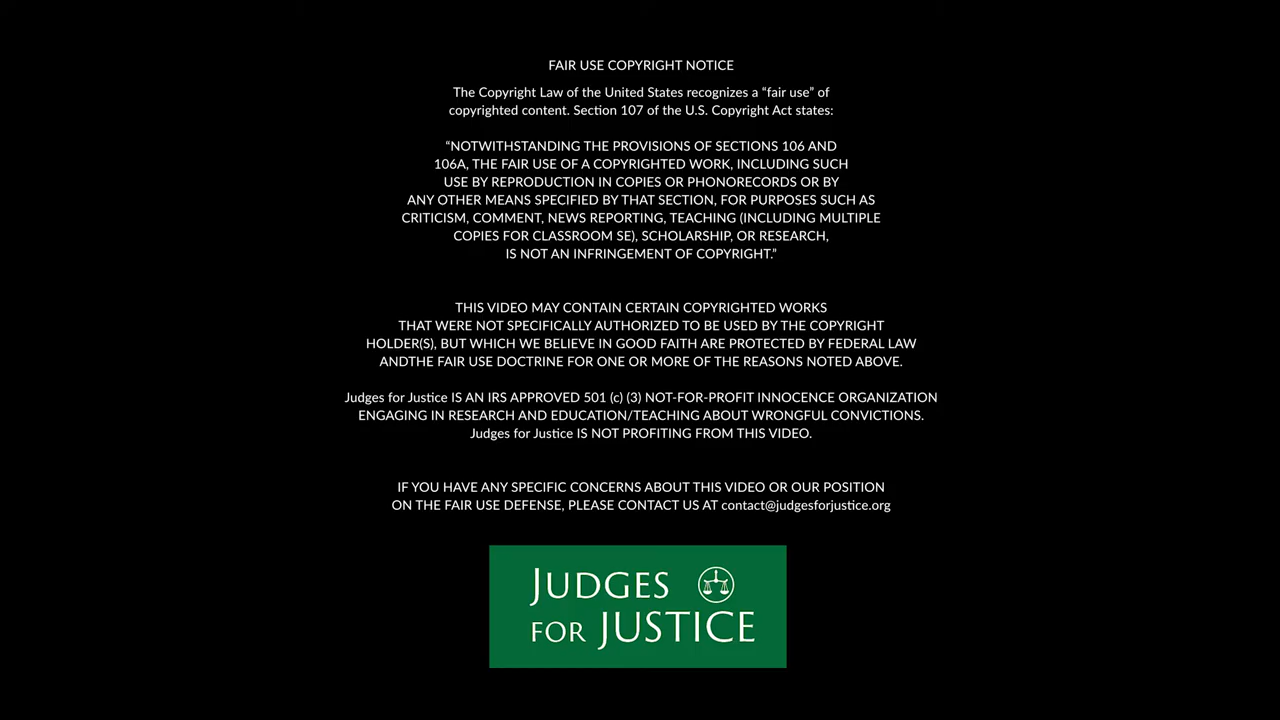 FAIR USE COPYRIGHT NOTICE
The Copyright Law of the United States recognizes a “fair use” of
copyrighted content. Section 107 of the U.S. Copyright Act states:
“NOTWITHSTANDING THE PROVISIONS OF SECTIONS 106 AND
106A, THE FAIR USE OF A COPYRIGHTED WORK, INCLUDING SUCH
USE BY REPRODUCTION IN COPIES OR PHONORECORDS OR BY
ANY OTHER MEANS SPECIFIED BY THAT SECTION, FOR PURPOSES SUCH AS
CRITICISM, COMMENT, NEWS REPORTING, TEACHING (INCLUDING MULTIPLE
COPIES FOR CLASSROOM SE), SCHOLARSHIP, OR RESEARCH,
IS NOT AN INFRINGEMENT OF COPYRIGHT.”
THIS VIDEO MAY CONTAIN CERTAIN COPYRIGHTED WORKS
THAT WERE NOT SPECIFICALLY AUTHORIZED TO BE USED BY THE COPYRIGHT
HOLDER(S), BUT WHICH WE BELIEVE IN GOOD FAITH ARE PROTECTED BY FEDERAL LAW
ANDTHE FAIR USE DOCTRINE FOR ONE OR MORE OF THE REASONS NOTED ABOVE.
Judges for Justice IS AN IRS APPROVED 501 (c) (3) NOT-FOR-PROFIT INNOCENCE ORGANIZATION
ENGAGING IN RESEARCH AND EDUCATION/TEACHING ABOUT WRONGFUL CONVICTIONS.
Judges for Justice IS NOT PROFITING FROM THIS VIDEO.
IF YOU HAVE ANY SPECIFIC CONCERNS ABOUT THIS VIDEO OR OUR POSITION
ON THE FAIR USE DEFENSE, PLEASE CONTACT US AT contact@judgesforjustice.org
JUDGES
FOR JUSTICE